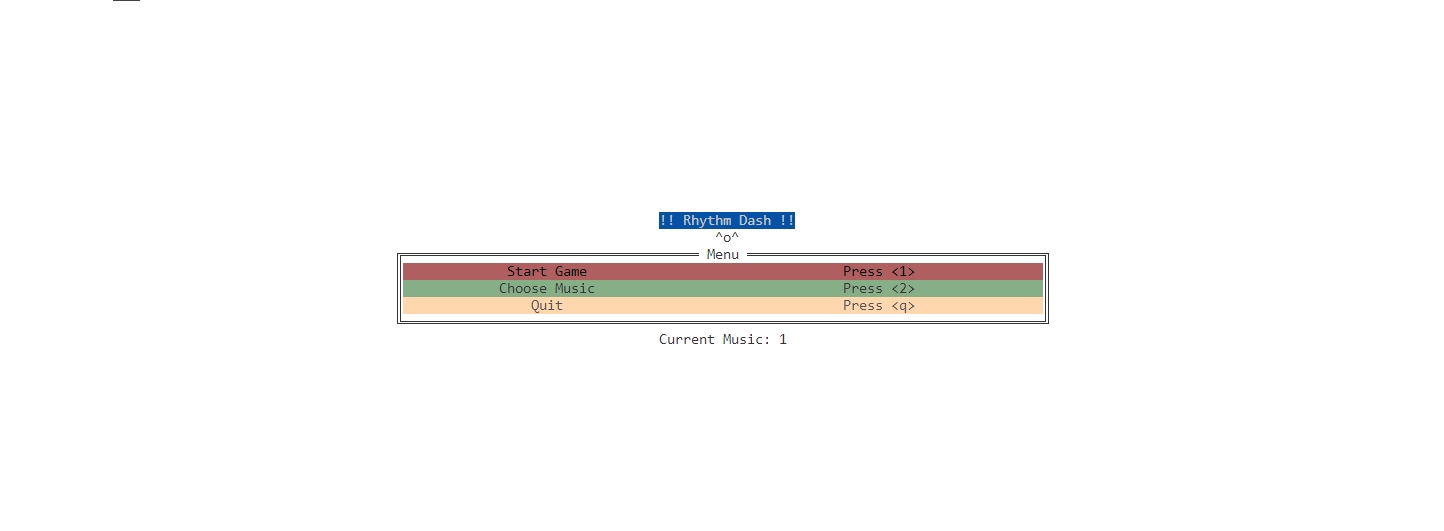 !! Rhythm Dash !!
^o^
Menu
Start Game Press <1>
Choose Music Press <2>
Quit Press <q>
Current Music: 1